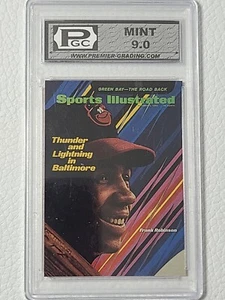 PGC
MINT
9.0
WWW.PREMIER-GRADING.COM
GREEN BAY—THE ROAD BACK
Sports Illustrated
Thunder
and
Lightning
in
Baltimore
Frank Robinson